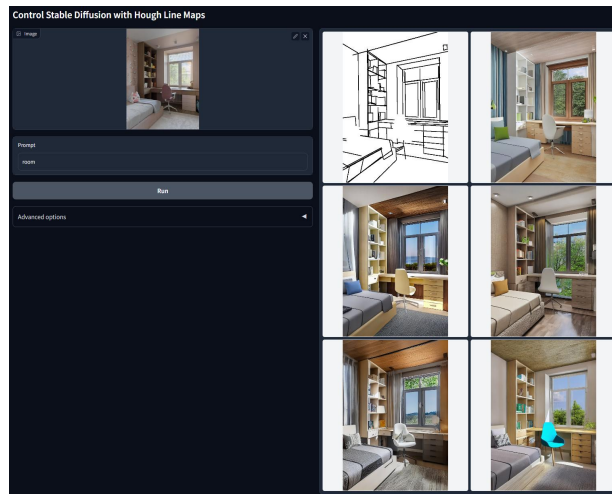 Control Stable Diffusion with Hough Line Maps
Image
Prompt
room
Run
Advanced options